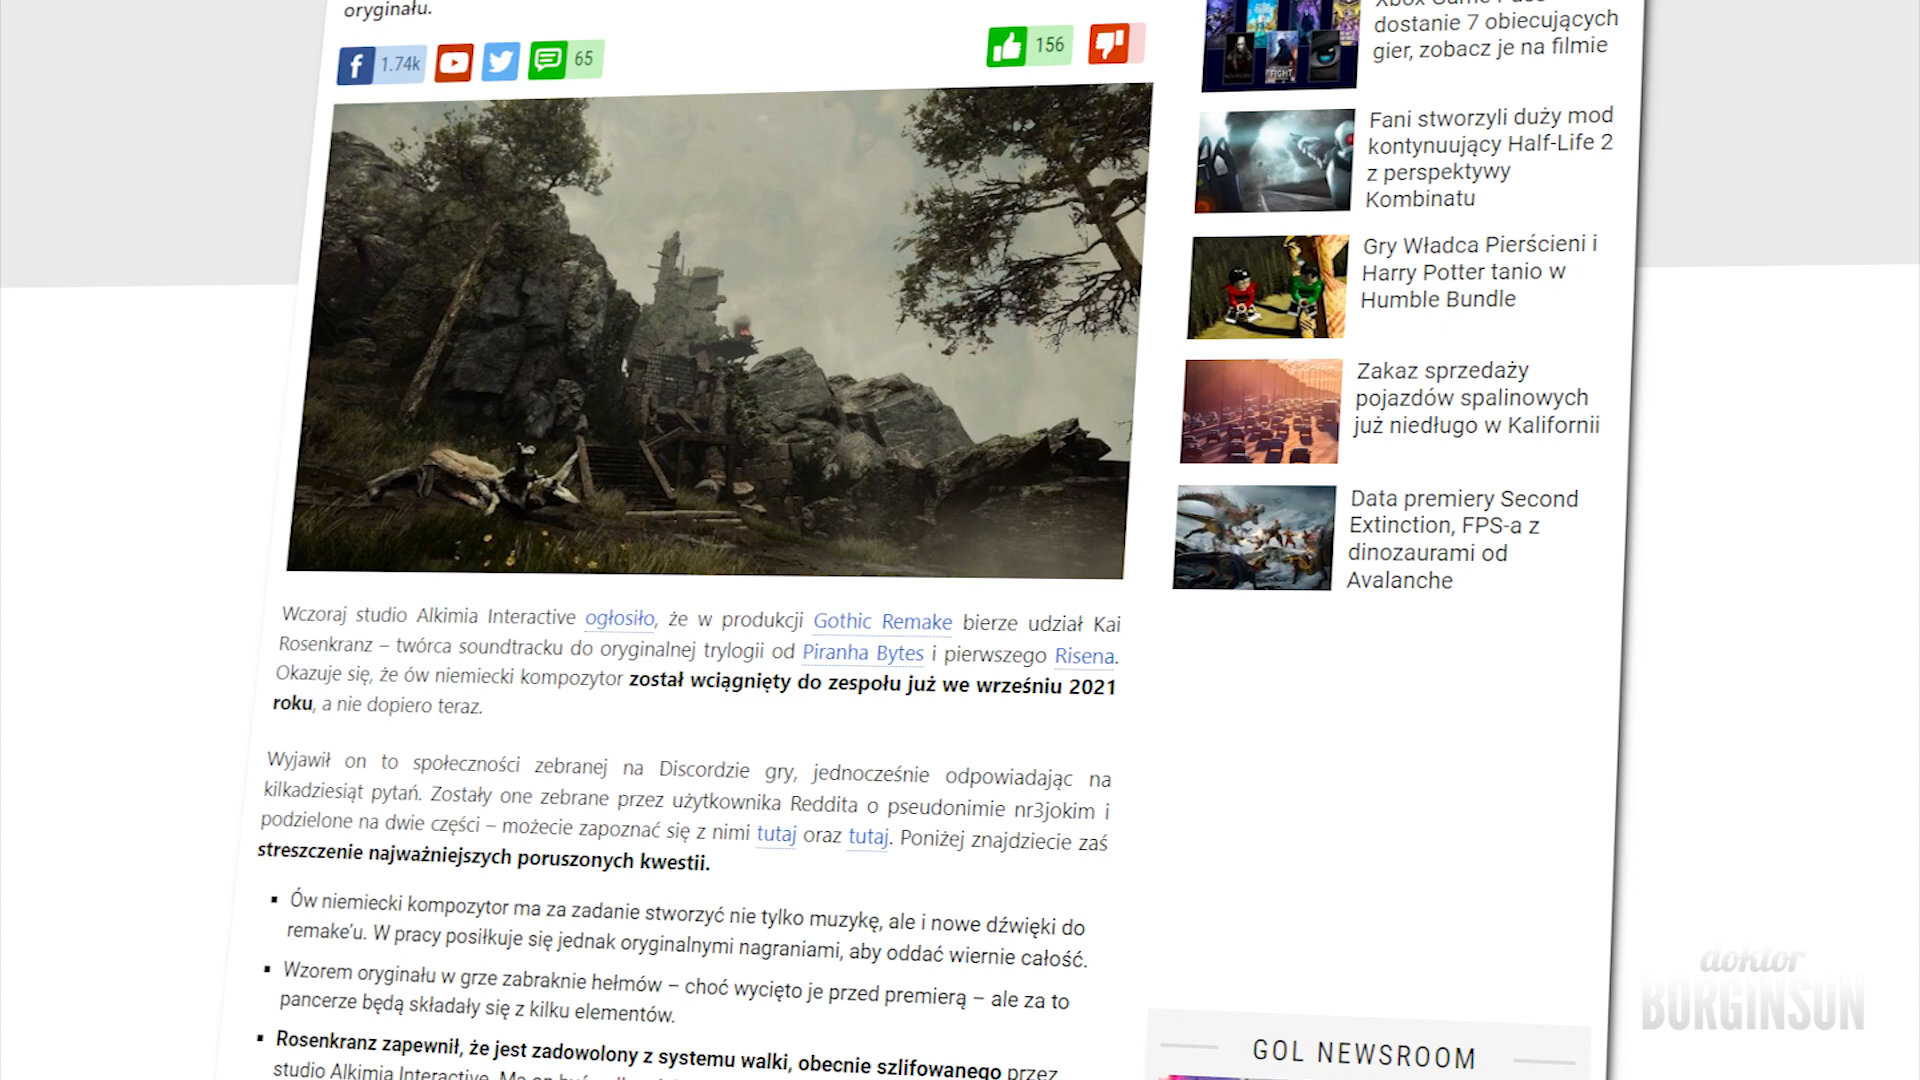 oryginału.
1.74k
65
156
Wczoraj studio Alkimia Interactive ogłosiło, że w produkcji Gothic Remake bierze udział Kai
Rosenkranz – twórca soundtracku do oryginalnej trylogii od Piranha Bytes i pierwszego Risena.
Okazuje się, że ów niemiecki kompozytor został wciągnięty do zespołu już we wrześniu 2021
roku, a nie dopiero teraz.
Wyjawił on to społeczności zebranej na Discordzie gry, jednocześnie odpowiadając na
kilkadziesiąt pytań. Zostały one zebrane przez użytkownika Reddita o pseudonimie nr3jokim i
podzielone na dwie części – możecie zapoznać się z nimi tutaj oraz tutaj. Poniżej znajdziecie zaś
streszczenie najważniejszych poruszonych kwestii.
Ów niemiecki kompozytor ma za zadanie stworzyć nie tylko muzykę, ale i nowe dźwięki do
remake'u. W pracy posiłkuje się jednak oryginalnymi nagraniami, aby oddać wiernie całość.
Wzorem oryginału w grze zabraknie hełmów – choć wycięto je przed premierą – ale za to
pancerze będą składały się z kilku elementów.
Rosenkranz zapewnił, że jest zadowolony z systemu walki, obecnie szlifowanego przez
studio Alkimia Interactive.
Xbox Game Pass
dostanie 7 obiecujących
gier, zobacz je na filmie
Fani stworzyli duży mod
kontynuujący Half-Life 2
z perspektywy
Kombinatu
Gry Władca Pierścieni i
Harry Potter tanio w
Humble Bundle
Zakaz sprzedaży
pojazdów spalinowych
już niedługo w Kalifornii
Data premiery Second
Extinction, FPS-a z
dinozaurami od
Avalanche
GOL NEWSROOM
doktor
BORGINSON